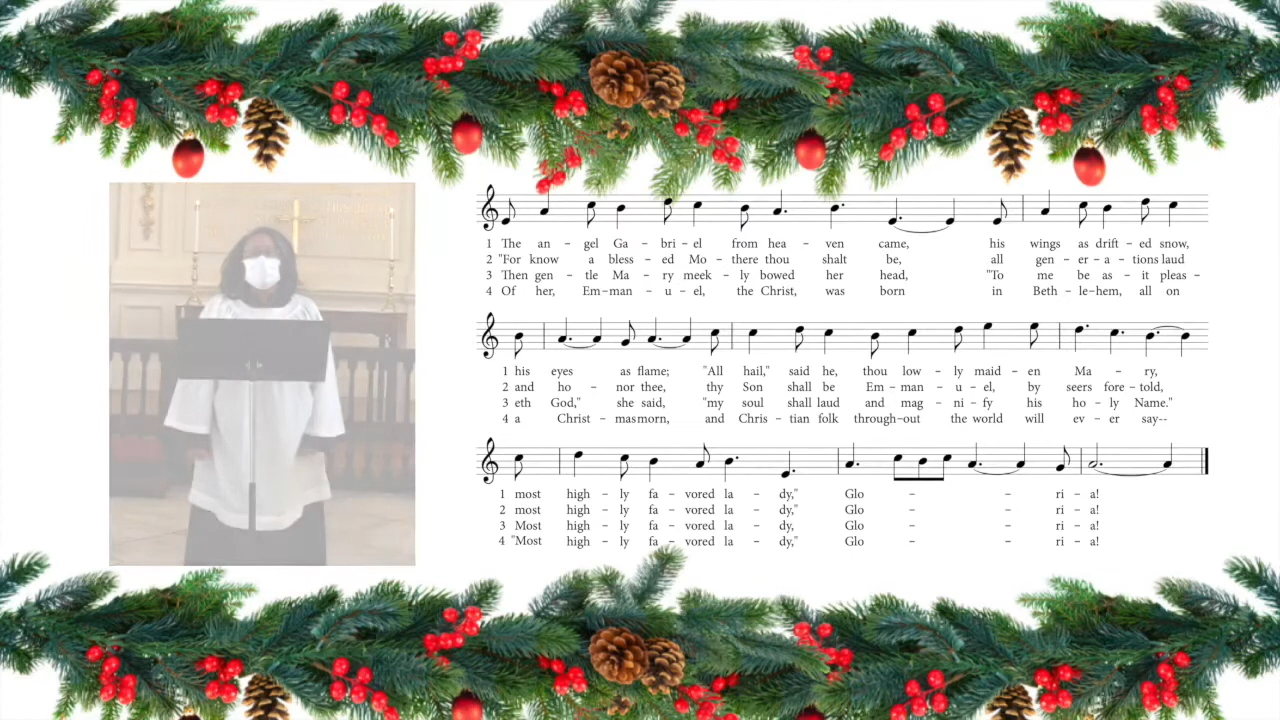 1 The an – gel Ga – bri – el from hea – ven came, his wings as drift – ed snow,
2 "For know a bless – ed Mo – there thou shalt be, all gen – er – a – tions laud
3 Then gen – tle Ma – ry meek – ly bowed her head, "To me be as – it pleas –
4 Of her, Em – man – u – el, the Christ, was born in Beth – le – hem, all on
1 his eyes as flame; "All hail," said he, thou low – ly maid – en Ma – ry,
2 and ho – nor thee, thy Son shall be Em – man – u – el, by seers fore – told,
3 eth God," she said, "my soul shall laud and mag – ni – fy his ho – ly Name."
4 a Christ – masmorn, and Chris – tian folk through–out the world will ev – er say--
1 most high – ly fa – vored la – dy," Glo – – ri – a!
2 most high – ly fa – vored la – dy," Glo – – ri – a!
3 Most high – ly fa – vored la – dy, Glo – – ri – a!
4 "Most high – ly fa – vored la – dy," Glo – – ri – a!